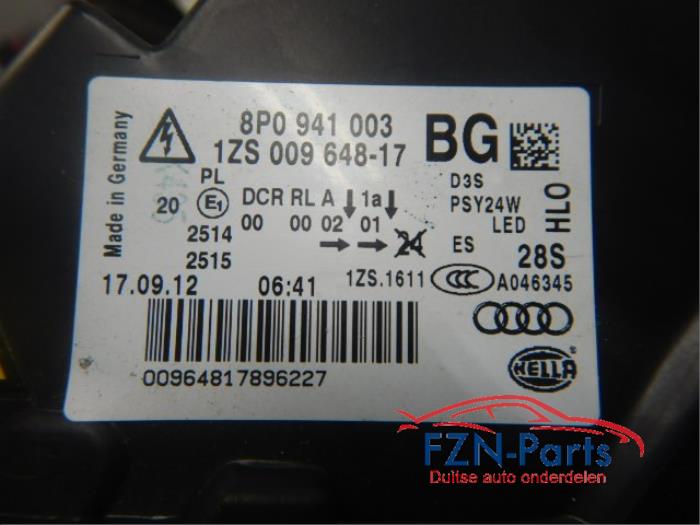 Made in Germany
8P0 941 003
1ZS 009 648-17
BG
PL
20
E1
2514
2515
DCR RL A 1a
00 00 02 01
24
D3S
PSY24W
LED
HLO
ES
28S
17.09.12 06:41
1ZS.1611
CCC
A046345
00964817896227
HELLA
FZN-Parts
Duitse auto onderdelen